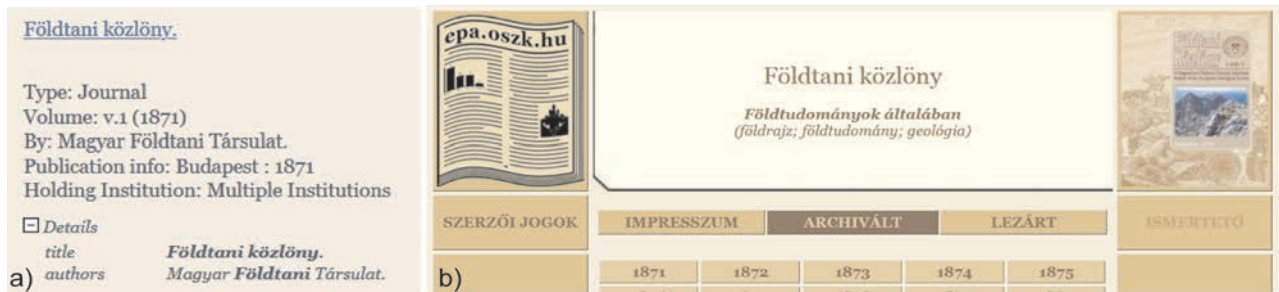 Földtani közlöny.
Type: Journal
Volume: v.1 (1871)
By: Magyar Földtani Társulat.
Publication info: Budapest : 1871
Holding Institution: Multiple Institutions
Details
title Földtani közlöny.
authors Magyar Földtani Társulat.
a)
epa.oszk.hu
Földtani közlöny
Földtudományok általában
(földrajz; földtudomány; geológia)
SZERZŐI JOGOK
IMPRESSZUM
ARCHIVÁLT
LEZÁRT
ISMERTETŐ
1871
1872
1873
1874
1875
b)